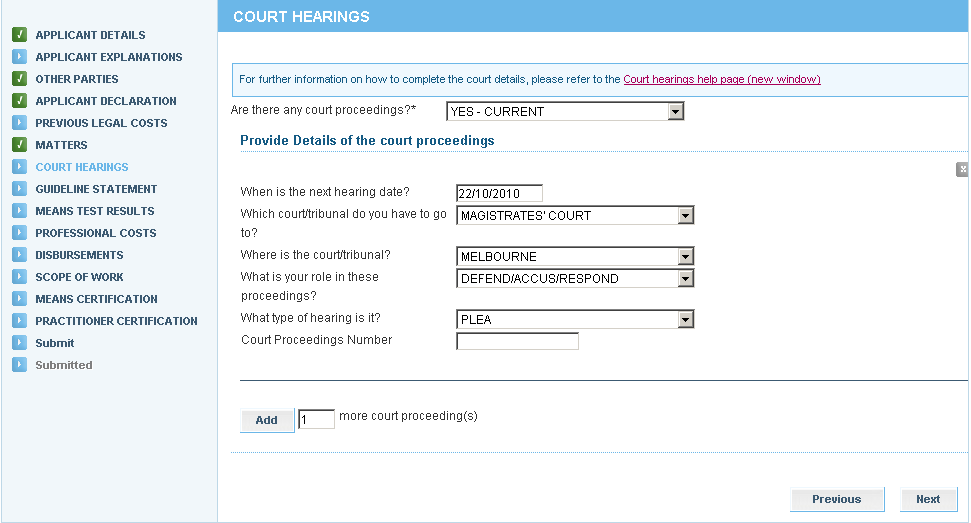 COURT HEARINGS
APPLICANT DETAILS
APPLICANT EXPLANATIONS
OTHER PARTIES
APPLICANT DECLARATION
PREVIOUS LEGAL COSTS
MATTERS
COURT HEARINGS
GUIDELINE STATEMENT
MEANS TEST RESULTS
PROFESSIONAL COSTS
DISBURSEMENTS
SCOPE OF WORK
MEANS CERTIFICATION
PRACTITIONER CERTIFICATION
Submit
Submitted
For further information on how to complete the court details, please refer to the Court hearings help page (new window)
Are there any court proceedings?* YES - CURRENT
Provide Details of the court proceedings
x
When is the next hearing date? 22/10/2010
Which court/tribunal do you have to go MAGISTRATES' COURT
to?
Where is the court/tribunal? MELBOURNE
What is your role in these DEFEND/ACCUS/RESPOND
proceedings?
What type of hearing is it? PLEA
Court Proceedings Number
Add 1 more court proceeding(s)
Previous Next